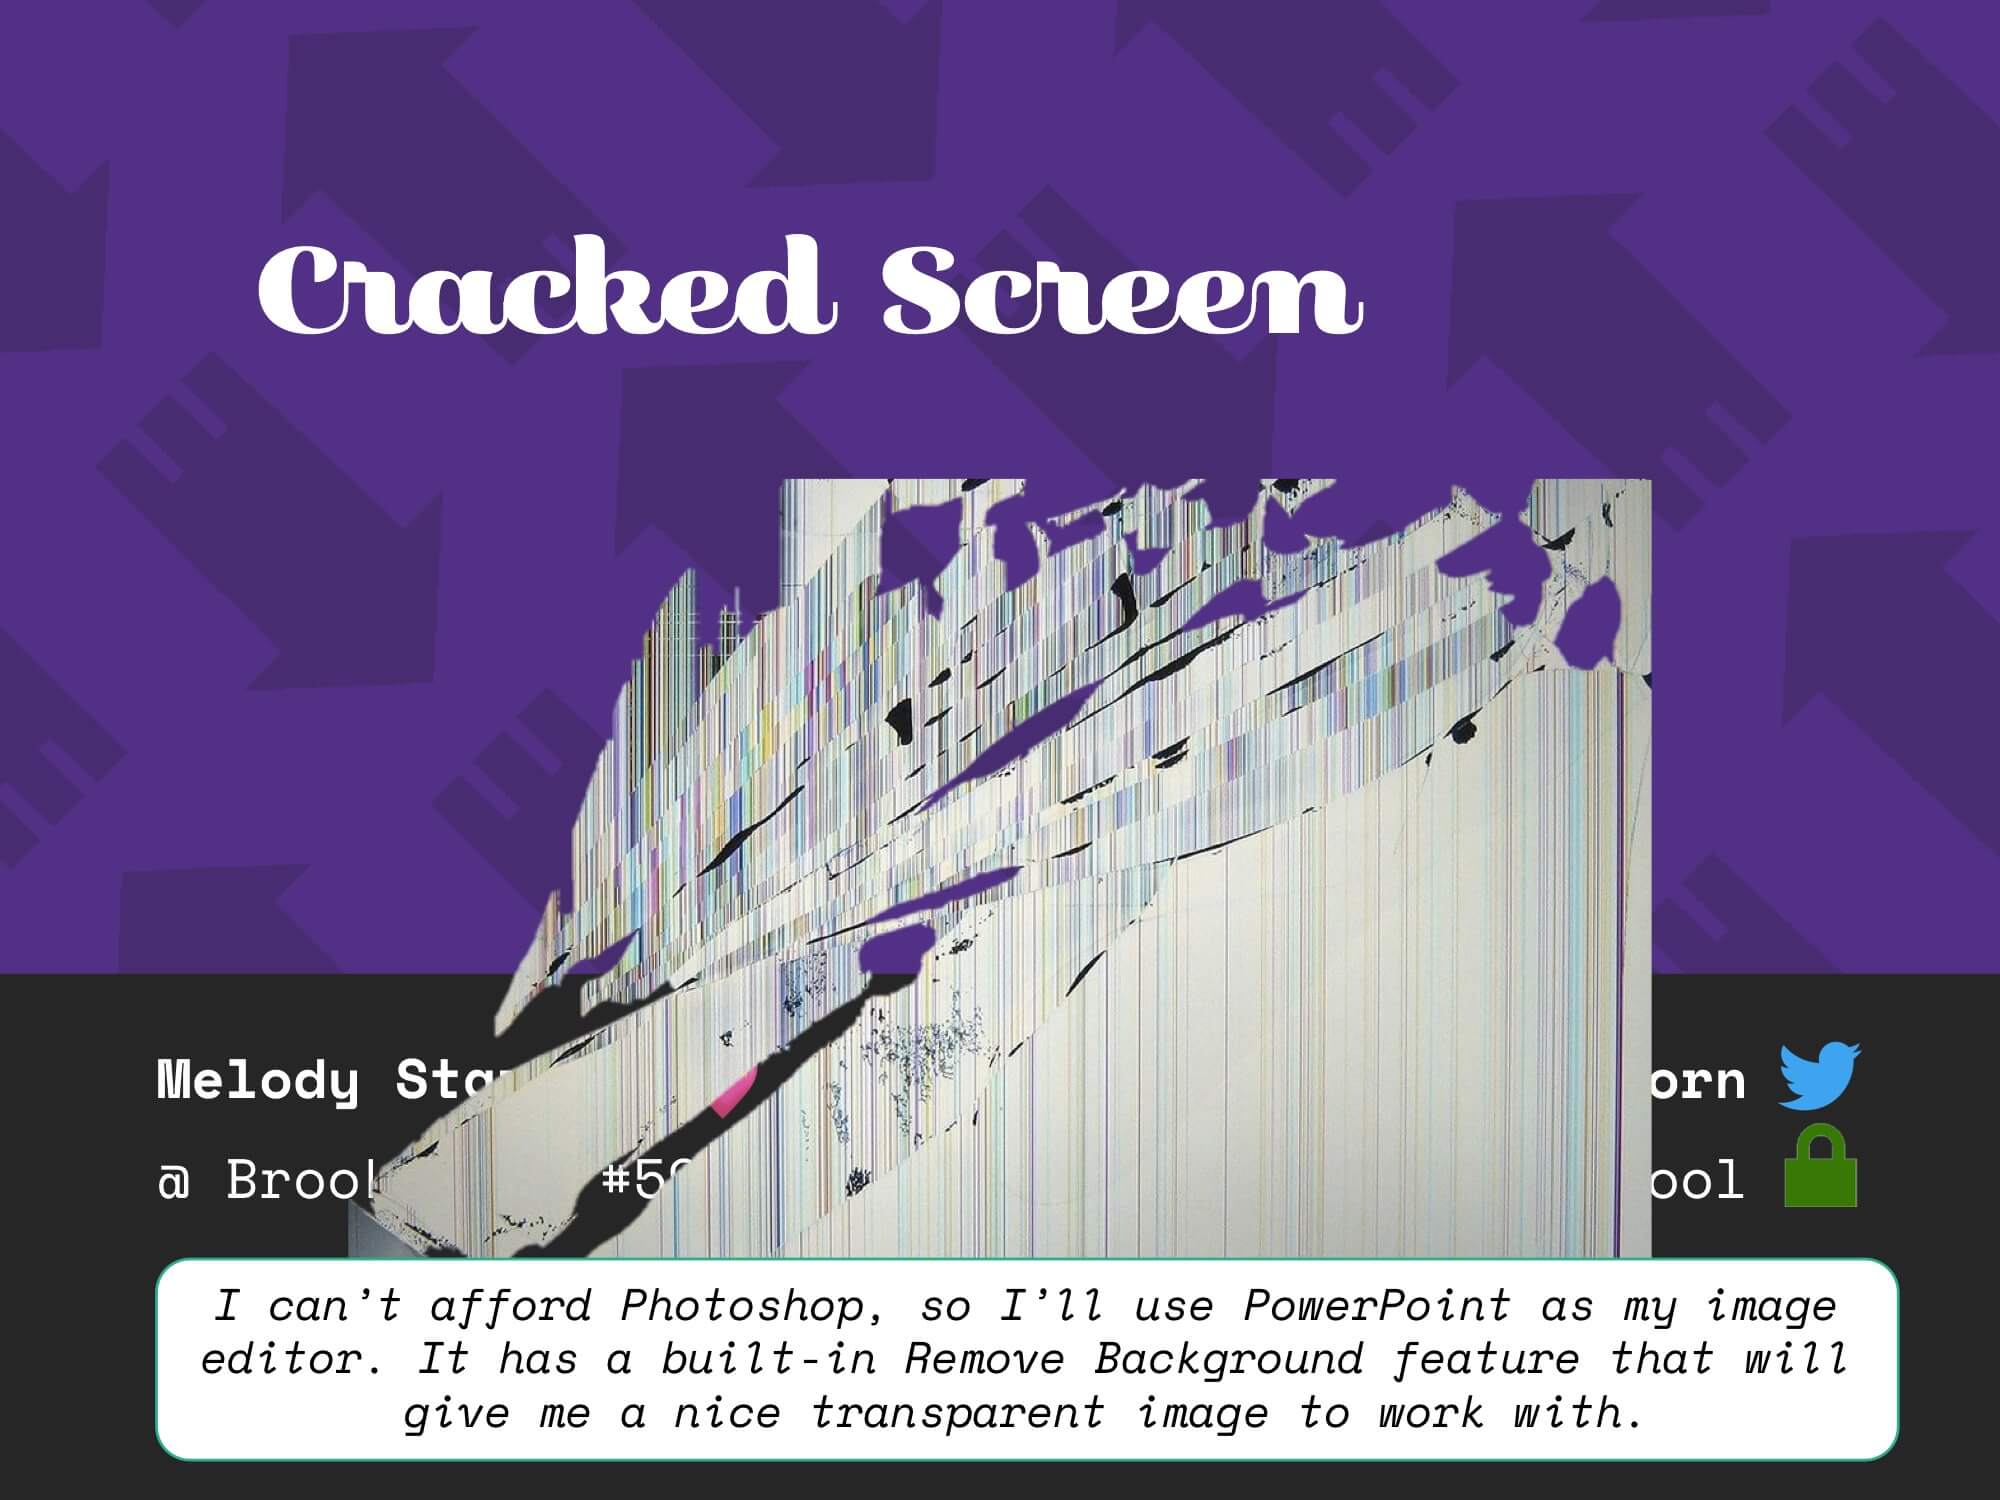 Cracked Screen
Melody Sta orn
@ Broo #5 ool
I can't afford Photoshop, so I'll use PowerPoint as my image
editor. It has a built-in Remove Background feature that will
give me a nice transparent image to work with.